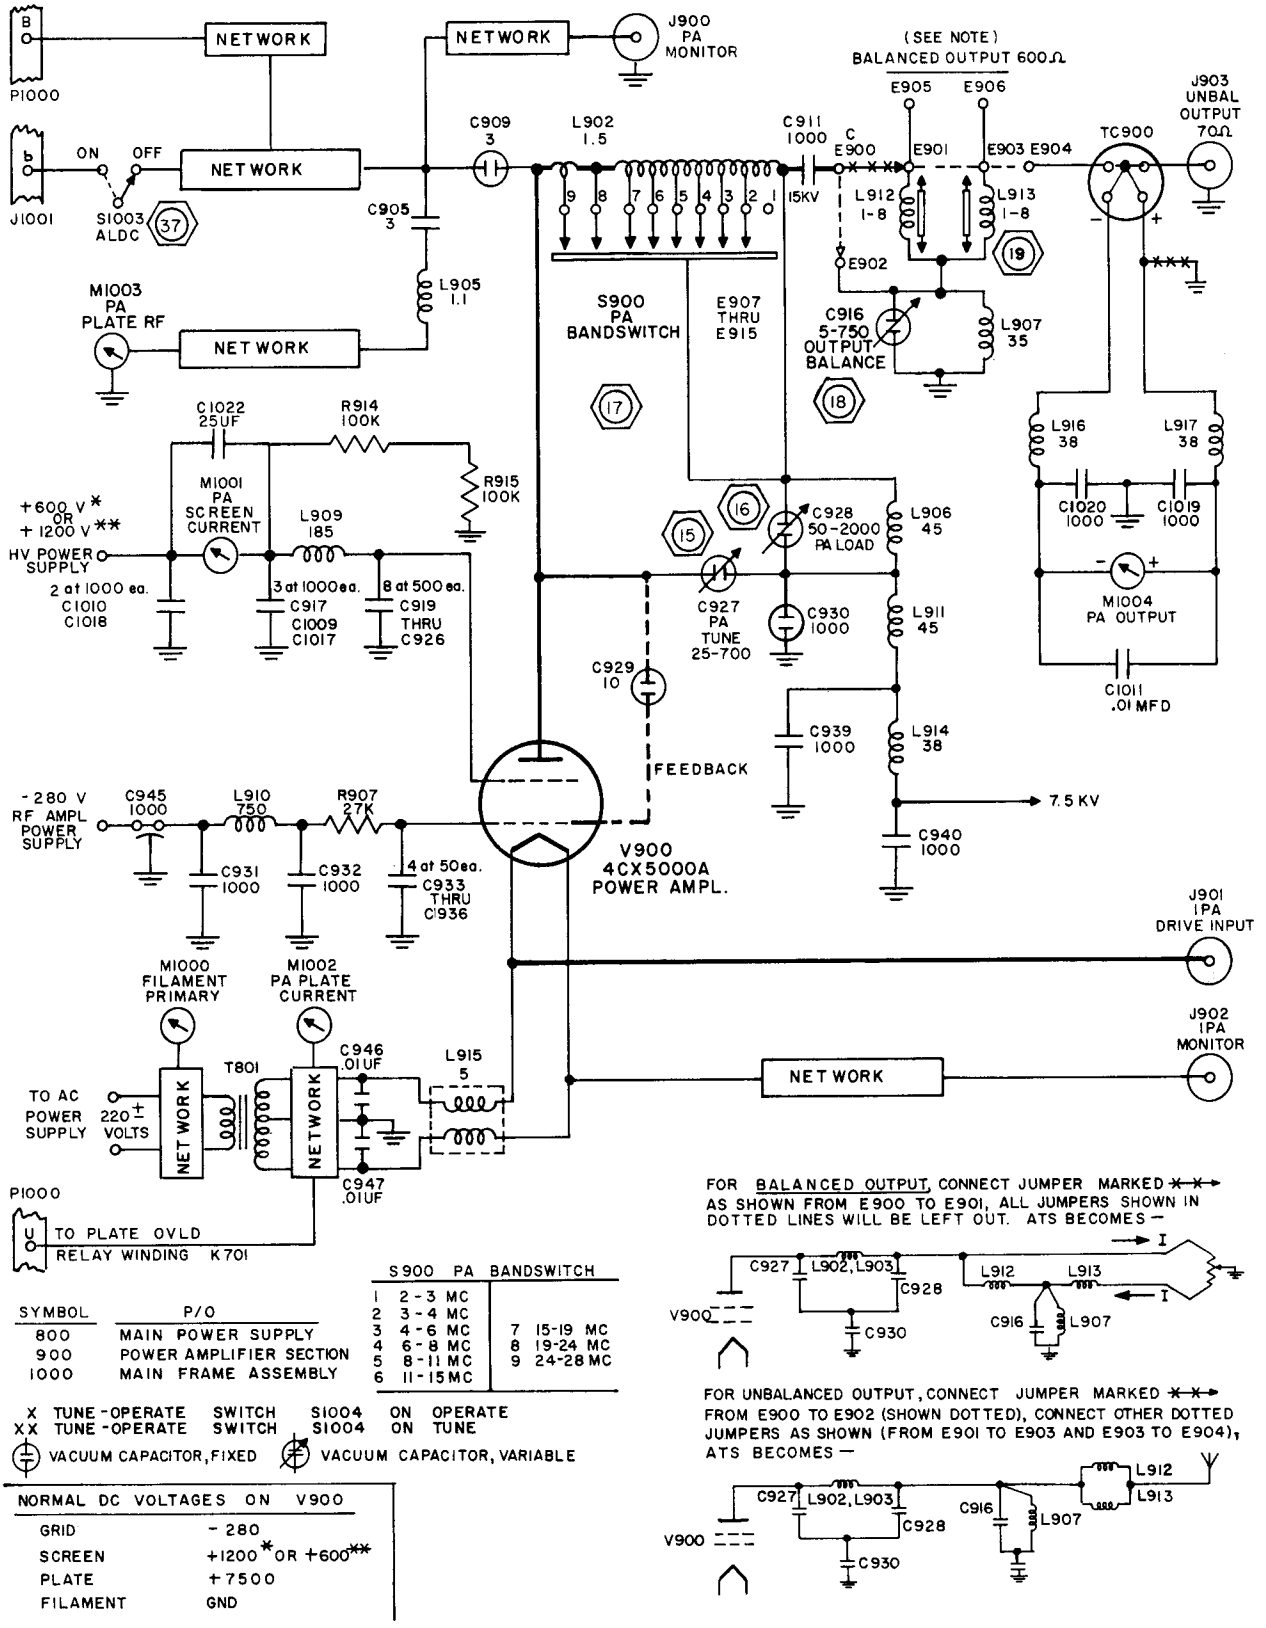 B
P1000
NETWORK
NETWORK
J900
PA
MONITOR
(SEE NOTE)
BALANCED OUTPUT 600Ω
E905
E906
J903
UNBAL
OUTPUT
70Ω
b
J1001
ON
OFF
S1003
ALDC
37
NETWORK
C909
3
L902
1.5
C911
1000
15KV
C
E900
E901
E903
E904
TC900
9
8
7
6
5
4
3
2
1
L912
1-8
L913
1-8
19
-
+
C905
3
L905
1.1
E902
M1003
PA
PLATE RF
NETWORK
S900
PA
BANDSWITCH
E907
THRU
E915
C916
5-750
OUTPUT
BALANCE
L907
35
17
18
C1022
25UF
R914
100K
R915
100K
L916
38
L917
38
C1020
1000
C1019
1000
M1001
PA
SCREEN
CURRENT
+600 V*
OR
+1200 V**
HV POWER
SUPPLY
L909
185
15
16
C928
50-2000
PA LOAD
L906
45
-
+
M1004
PA OUTPUT
2 at 1000 ea.
C1010
C1018
3 at 1000 ea.
C917
C1009
C1017
8 at 500 ea.
C919
THRU
C926
C927
PA
TUNE
25-700
C930
1000
L911
45
C1011
.01 MFD
C929
10
C939
1000
L914
38
FEEDBACK
7.5 KV
C940
1000
-280 V
RF AMPL
POWER
SUPPLY
C945
1000
L910
750
R907
27K
C931
1000
C932
1000
4 at 50 ea.
C933
THRU
C1936
V900
4CX5000A
POWER AMPL.
J901
IPA
DRIVE INPUT
M1000
FILAMENT
PRIMARY
M1002
PA PLATE
CURRENT
J902
IPA
MONITOR
NETWORK
T801
C946
.01UF
L915
5
TO AC
POWER
SUPPLY
220 ±
VOLTS
NETWORK
NETWORK
C947
.01UF
P1000
U
TO PLATE OVLD
RELAY WINDING K701
FOR BALANCED OUTPUT, CONNECT JUMPER MARKED X X
AS SHOWN FROM E900 TO E901, ALL JUMPERS SHOWN IN
DOTTED LINES WILL BE LEFT OUT. ATS BECOMES —
C927
L902, L903
C928
L912
L913
I
I
V900
C930
C916
L907
S900 PA BANDSWITCH
1 2-3 MC
2 3-4 MC
3 4-6 MC
4 6-8 MC
5 8-11 MC
6 11-15 MC
7 15-19 MC
8 19-24 MC
9 24-28 MC
SYMBOL P/O
800 MAIN POWER SUPPLY
900 POWER AMPLIFIER SECTION
1000 MAIN FRAME ASSEMBLY
X TUNE-OPERATE SWITCH S1004 ON OPERATE
XX TUNE-OPERATE SWITCH S1004 ON TUNE
VACUUM CAPACITOR, FIXED
VACUUM CAPACITOR, VARIABLE
FOR UNBALANCED OUTPUT, CONNECT JUMPER MARKED X X
FROM E900 TO E902 (SHOWN DOTTED), CONNECT OTHER DOTTED
JUMPERS AS SHOWN (FROM E901 TO E903 AND E903 TO E904),
ATS BECOMES —
C927
L902, L903
C928
C916
L907
L912
L913
V900
C930
NORMAL DC VOLTAGES ON V900
GRID -280
SCREEN +1200* OR +600**
PLATE +7500
FILAMENT GND